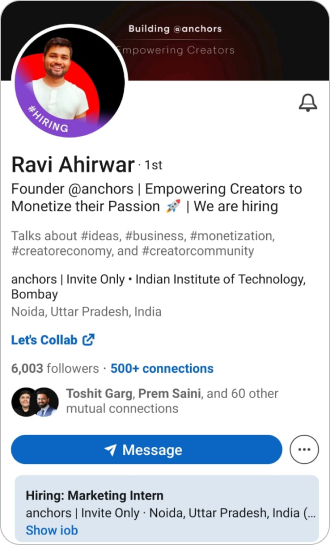 Building @anchors
Empowering Creators
#HIRING
Ravi Ahirwar · 1st
Founder @anchors | Empowering Creators to
Monetize their Passion 🚀 | We are hiring
Talks about #ideas, #business, #monetization,
#creatoreconomy, and #creatorcommunity
anchors | Invite Only • Indian Institute of Technology,
Bombay
Noida, Uttar Pradesh, India
Let's Collab
6,003 followers · 500+ connections
Toshit Garg, Prem Saini, and 60 other
mutual connections
Message
Hiring: Marketing Intern
anchors | Invite Only · Noida, Uttar Pradesh, India (...
Show job